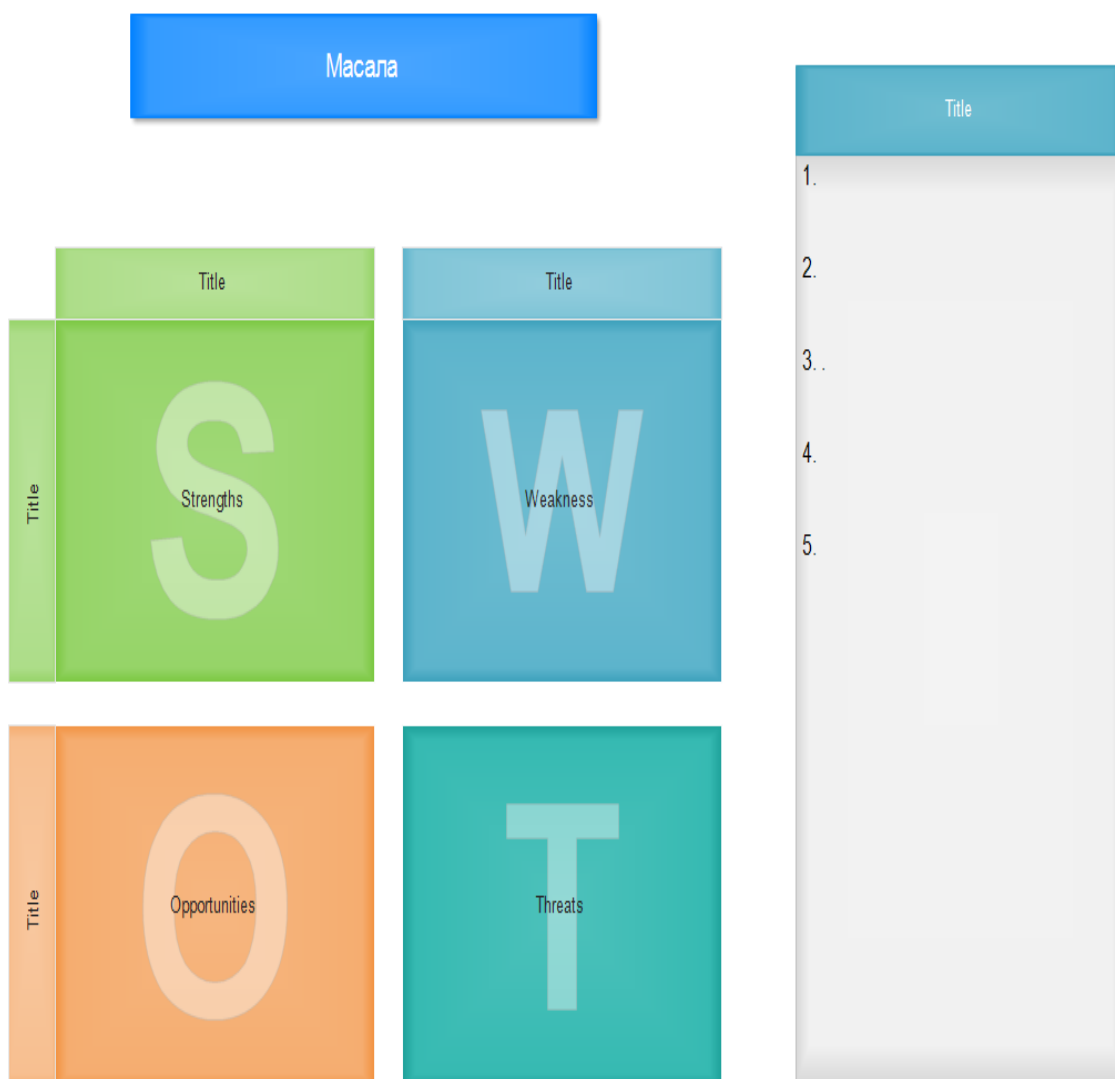 Масала
Title
1.
2.
3. .
4.
5.
Title
Title
Title
S
Strengths
W
Weakness
Title
O
Opportunities
T
Threats